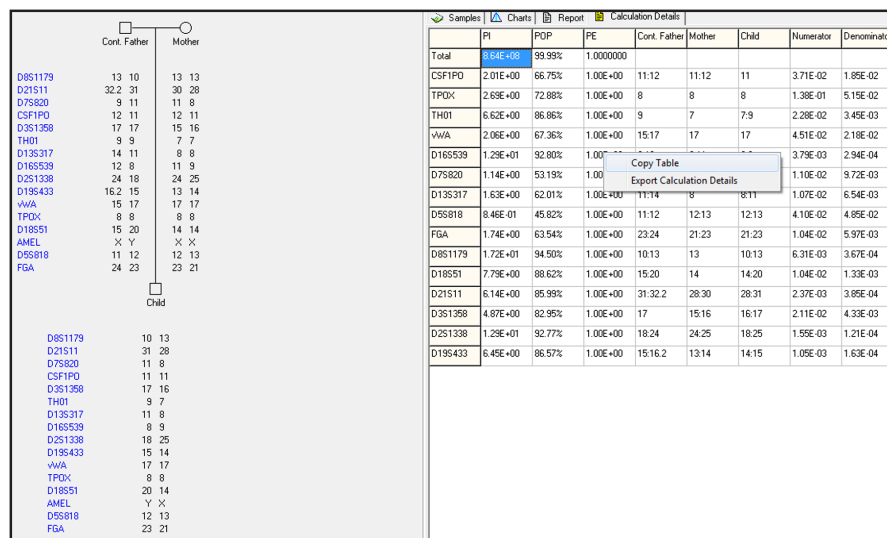 Cont. Father Mother
D8S1179 13 10 13 13
D21S11 32.2 31 30 28
D7S820 9 11 11 8
CSF1PO 12 11 12 11
D3S1358 17 17 15 16
TH01 9 9 7 7
D13S317 14 11 8 8
D16S539 12 8 11 9
D2S1338 24 18 24 25
D19S433 16.2 15 13 14
vWA 15 17 17 17
TPOX 8 8 8 8
D18S51 15 20 14 14
AMEL X Y X X
D5S818 11 12 12 13
FGA 24 23 23 21
Child
D8S1179 10 13
D21S11 31 28
D7S820 11 8
CSF1PO 11 11
D3S1358 17 16
TH01 9 7
D13S317 11 8
D16S539 8 9
D2S1338 18 25
D19S433 15 14
vWA 17 17
TPOX 8 8
D18S51 20 14
AMEL Y X
D5S818 12 13
FGA 23 21
Samples Charts Report Calculation Details
PI POP PE Cont. Father Mother Child Numerator Denominato
Total 8.64E+08 99.99% 1.0000000
CSF1PO 2.01E+00 66.75% 1.00E+00 11:12 11:12 11 3.71E-02 1.85E-02
TPOX 2.69E+00 72.88% 1.00E+00 8 8 8 1.38E-01 5.15E-02
TH01 6.62E+00 86.86% 1.00E+00 9 7 7:9 2.28E-02 3.45E-03
vWA 2.06E+00 67.36% 1.00E+00 15:17 17 17 4.51E-02 2.18E-02
D16S539 1.29E+01 92.80% 3.79E-03 2.94E-04
Copy Table
D7S820 1.14E+00 53.19% 1.00 1.10E-02 9.72E-03
Export Calculation Details
D13S317 1.63E+00 62.01% 1.00E+00 11:14 8 8:11 1.07E-02 6.54E-03
D5S818 8.46E-01 45.82% 1.00E+00 11:12 12:13 12:13 4.10E-02 4.85E-02
FGA 1.74E+00 63.54% 1.00E+00 23:24 21:23 21:23 1.04E-02 5.97E-03
D8S1179 1.72E+01 94.50% 1.00E+00 10:13 13 10:13 6.31E-03 3.67E-04
D18S51 7.79E+00 88.62% 1.00E+00 15:20 14 14:20 1.04E-02 1.33E-03
D21S11 6.14E+00 85.99% 1.00E+00 31:32.2 28:30 28:31 2.37E-03 3.85E-04
D3S1358 4.87E+00 82.95% 1.00E+00 17 15:16 16:17 2.11E-02 4.33E-03
D2S1338 1.29E+01 92.77% 1.00E+00 18:24 24:25 18:25 1.55E-03 1.21E-04
D19S433 6.45E+00 86.57% 1.00E+00 15:16.2 13:14 14:15 1.05E-03 1.63E-04